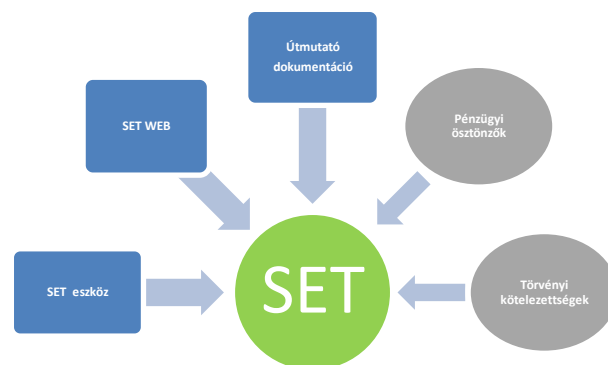 Útmutató
dokumentáció
SET WEB
Pénzügyi
ösztönzők
SET eszköz
SET
Törvényi
kötelezettségek